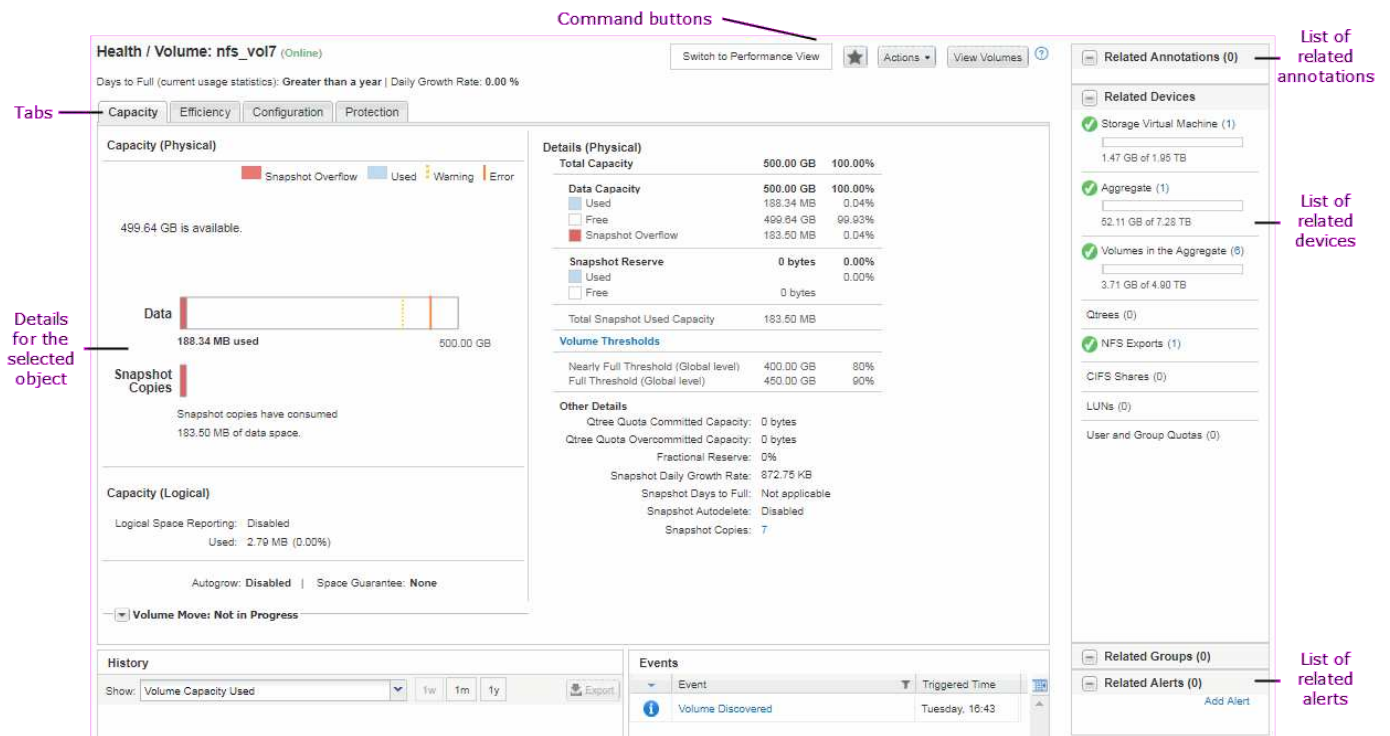 Command buttons
Health / Volume: nfs_vol7 (Online)
Switch to Performance View
Actions
View Volumes
?
Days to Full (current usage statistics): Greater than a year | Daily Growth Rate: 0.00 %
Tabs
Capacity Efficiency Configuration Protection
Capacity (Physical)
Snapshot Overflow Used Warning Error
499.64 GB is available.
Data
188.34 MB used 500.00 GB
Snapshot
Copies
Snapshot copies have consumed
183.50 MB of data space.
Details
for the
selected
object
Capacity (Logical)
Logical Space Reporting: Disabled
Used: 2.79 MB (0.00%)
Autogrow: Disabled | Space Guarantee: None
Volume Move: Not in Progress
Details (Physical)
Total Capacity 500.00 GB 100.00%
Data Capacity 500.00 GB 100.00%
Used 188.34 MB 0.04%
Free 499.64 GB 99.93%
Snapshot Overflow 183.50 MB 0.04%
Snapshot Reserve 0 bytes 0.00%
Used 0.00%
Free 0 bytes
Total Snapshot Used Capacity 183.50 MB
Volume Thresholds
Nearly Full Threshold (Global level) 400.00 GB 80%
Full Threshold (Global level) 450.00 GB 90%
Other Details
Qtree Quota Committed Capacity: 0 bytes
Qtree Quota Overcommitted Capacity: 0 bytes
Fractional Reserve: 0%
Snapshot Daily Growth Rate: 872.75 KB
Snapshot Days to Full: Not applicable
Snapshot Autodelete: Disabled
Snapshot Copies: 7
History
Show: Volume Capacity Used 1w 1m 1y Export
Events
Event Triggered Time
Volume Discovered Tuesday, 16:43
Related Annotations (0)
List of
related
annotations
Related Devices
Storage Virtual Machine (1)
1.47 GB of 1.95 TB
Aggregate (1)
52.11 GB of 7.28 TB
Volumes in the Aggregate (6)
3.71 GB of 4.90 TB
Qtrees (0)
NFS Exports (1)
CIFS Shares (0)
LUNs (0)
User and Group Quotas (0)
List of
related
devices
Related Groups (0)
Related Alerts (0)
Add Alert
List of
related
alerts